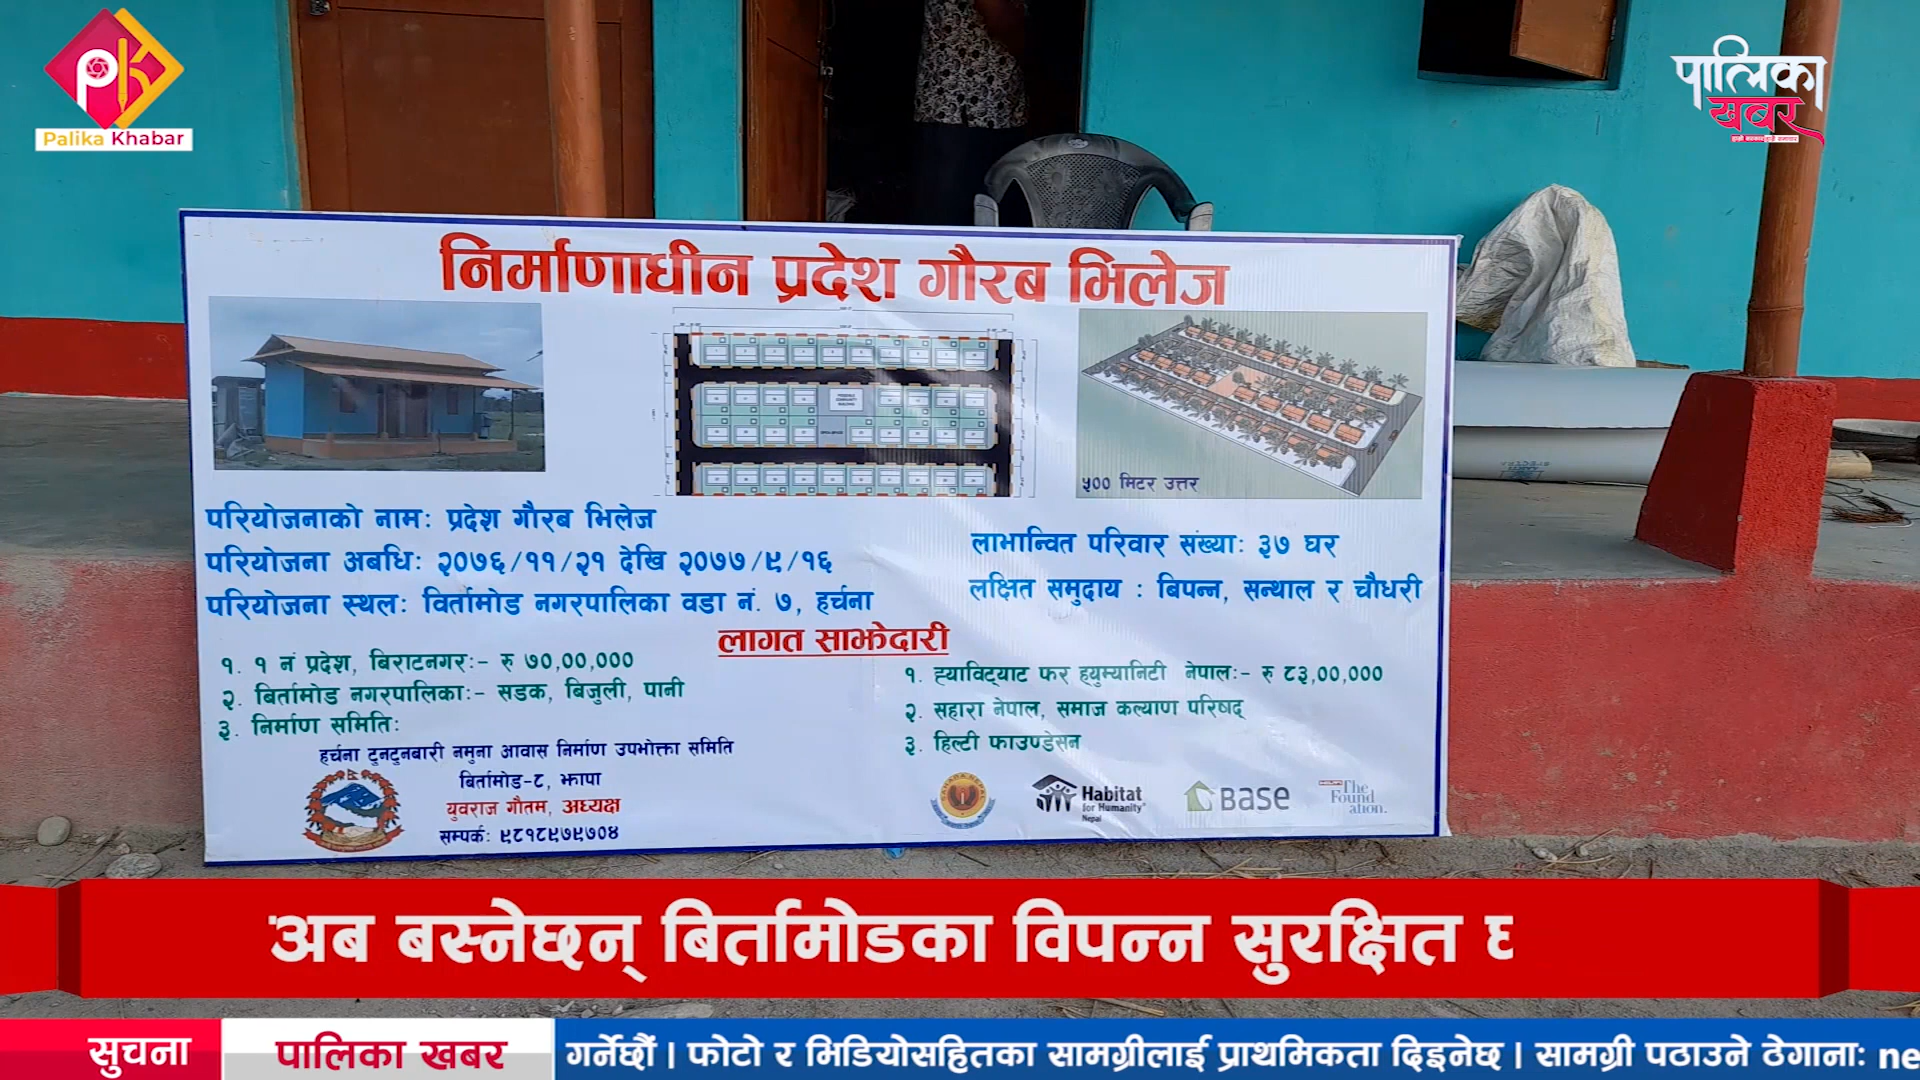 Palika Khabar
पालिका
खबर
निर्माणाधीन प्रदेश गौरब भिलेज
५०० मिटर उत्तर
परियोजनाको नाम: प्रदेश गौरब भिलेज
परियोजना अबधि: २०७६/११/२१ देखि २०७७/९/१६
परियोजना स्थल: विर्तामोड नगरपालिका वडा नं. ७, हर्चना
लाभान्वित परिवार संख्या: ३७ घर
लक्षित समुदाय : बिपन्न, सन्थाल र चौधरी
लागत साझेदारी
१. १ नं प्रदेश, बिराटनगर:- रु ७०,००,०००
२. बिर्तामोड नगरपालिका:- सडक, बिजुली, पानी
३. निर्माण समिति:
हर्चना टुनटुनबारी नमुना आवास निर्माण उपभोक्ता समिति
बिर्तामोड-८, झापा
युवराज गौतम, अध्यक्ष
सम्पर्क: ९८१८९७९७०४
१. ह्याविट्याट फर ह्युम्यानिटी नेपाल:- रु ८३,००,०००
२. सहारा नेपाल, समाज कल्याण परिषद्
३. हिल्टी फाउण्डेसन
Habitat
for Humanity
Nepal
BASE
The
Found
ation.
अब बस्नेछन् बिर्तामोडका विपन्न सुरक्षित घ
सुचना
पालिका खबर
गर्नेछौं | फोटो र भिडियोसहितका सामग्रीलाई प्राथमिकता दिइनेछ | सामग्री पठाउने ठेगाना: ne